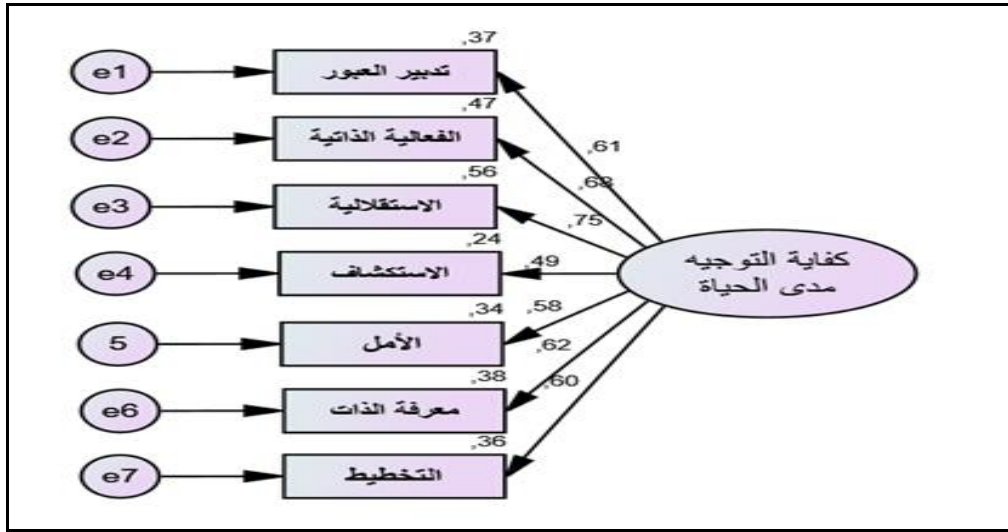 ,37
e1
تدبير العبور
,47
e2
الفعالية الذاتية
,61
,56
,68
e3
الاستقلالية
,75
,24
كفاية التوجيه
مدى الحياة
e4
الاستكشاف
,49
,34
,58
5
الأمل
,62
,38
,60
e6
معرفة الذات
,36
e7
التخطيط